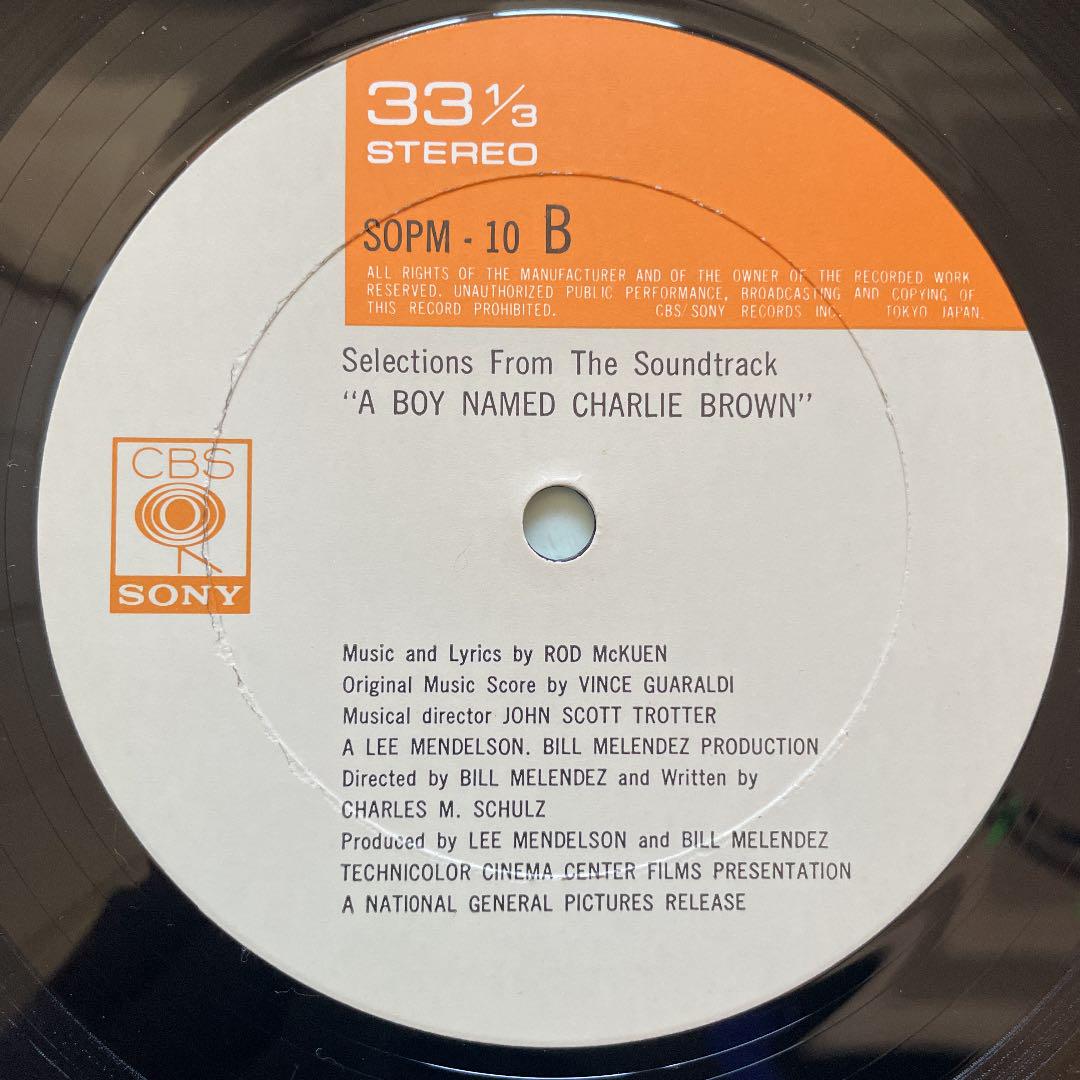 33 1/3
STEREO
SOPM - 10 B
ALL RIGHTS OF THE MANUFACTURER AND OF THE OWNER OF THE RECORDED WORK
RESERVED. UNAUTHORIZED PUBLIC PERFORMANCE, BROADCASTING AND COPYING OF
THIS RECORD PROHIBITED. CBS/SONY RECORDS INC. TOKYO JAPAN.
Selections From The Soundtrack
“A BOY NAMED CHARLIE BROWN”
CBS
SONY
Music and Lyrics by ROD McKUEN
Original Music Score by VINCE GUARALDI
Musical director JOHN SCOTT TROTTER
A LEE MENDELSON. BILL MELENDEZ PRODUCTION
Directed by BILL MELENDEZ and Written by
CHARLES M. SCHULZ
Produced by LEE MENDELSON and BILL MELENDEZ
TECHNICOLOR CINEMA CENTER FILMS PRESENTATION
A NATIONAL GENERAL PICTURES RELEASE